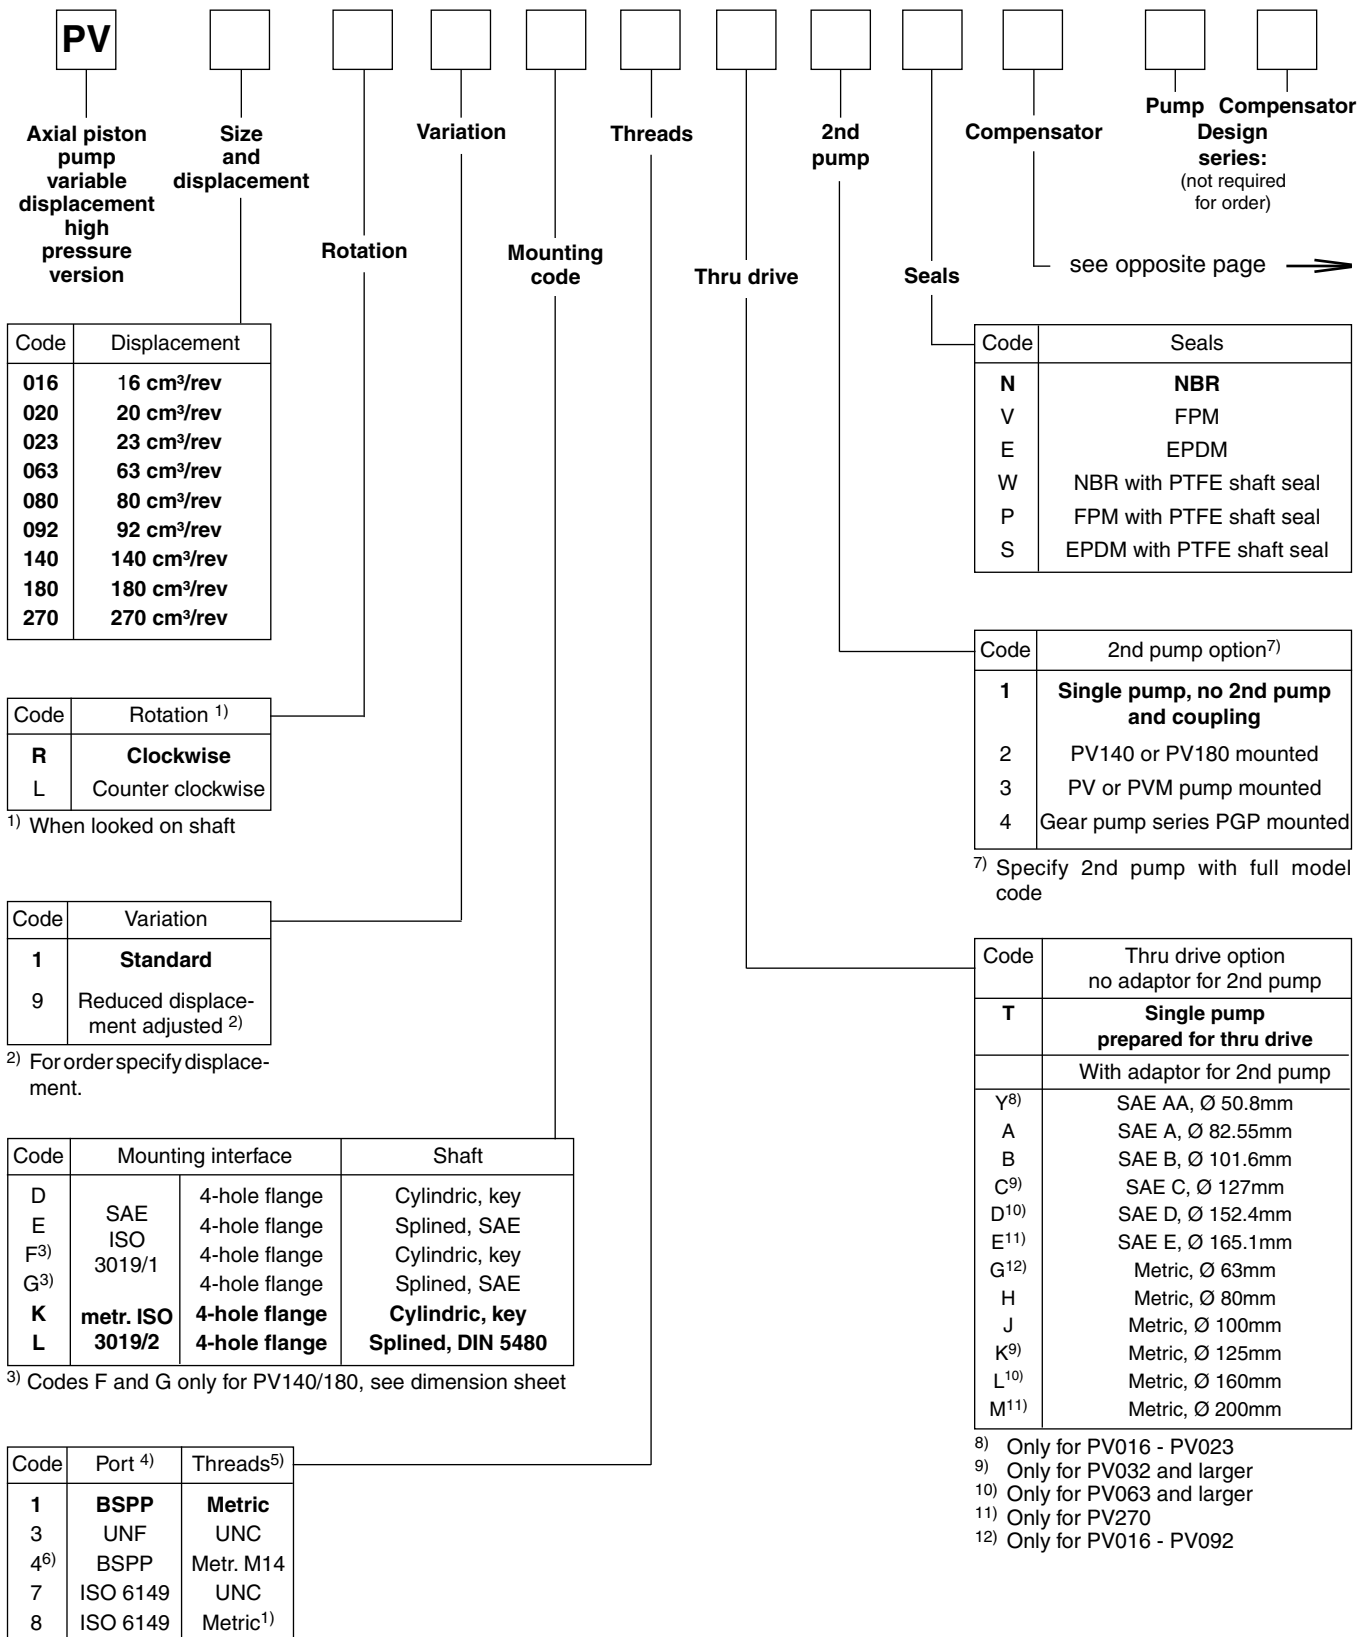 PV
Axial piston
pump
variable
displacement
high
pressure
version
Size
and
displacement
Rotation
Variation
Mounting
code
Threads
Thru drive
2nd
pump
Seals
Compensator
Pump Compensator
Design
series:
(not required
for order)
see opposite page
Code Displacement
016 16 cm³/rev
020 20 cm³/rev
023 23 cm³/rev
063 63 cm³/rev
080 80 cm³/rev
092 92 cm³/rev
140 140 cm³/rev
180 180 cm³/rev
270 270 cm³/rev
Code Rotation 1)
R Clockwise
L Counter clockwise
1) When looked on shaft
Code Variation
1 Standard
9 Reduced displace-
ment adjusted 2)
2) For order specify displace-
ment.
Code Mounting interface Shaft
D 4-hole flange Cylindric, key
SAE
E 4-hole flange Splined, SAE
ISO
F3) 4-hole flange Cylindric, key
3019/1
G3) 4-hole flange Splined, SAE
K metr. ISO 4-hole flange Cylindric, key
L 3019/2 4-hole flange Splined, DIN 5480
3) Codes F and G only for PV140/180, see dimension sheet
Code Port 4) Threads5)
1 BSPP Metric
3 UNF UNC
46) BSPP Metr. M14
7 ISO 6149 UNC
8 ISO 6149 Metric1)
Code Seals
N NBR
V FPM
E EPDM
W NBR with PTFE shaft seal
P FPM with PTFE shaft seal
S EPDM with PTFE shaft seal
Code 2nd pump option7)
1 Single pump, no 2nd pump
and coupling
2 PV140 or PV180 mounted
3 PV or PVM pump mounted
4 Gear pump series PGP mounted
7) Specify 2nd pump with full model
code
Code Thru drive option
no adaptor for 2nd pump
T Single pump
prepared for thru drive
With adaptor for 2nd pump
Y8) SAE AA, Ø 50.8mm
A SAE A, Ø 82.55mm
B SAE B, Ø 101.6mm
C9) SAE C, Ø 127mm
D10) SAE D, Ø 152.4mm
E11) SAE E, Ø 165.1mm
G12) Metric, Ø 63mm
H Metric, Ø 80mm
J Metric, Ø 100mm
K9) Metric, Ø 125mm
L10) Metric, Ø 160mm
M11) Metric, Ø 200mm
8) Only for PV016 - PV023
9) Only for PV032 and larger
10) Only for PV063 and larger
11) Only for PV270
12) Only for PV016 - PV092